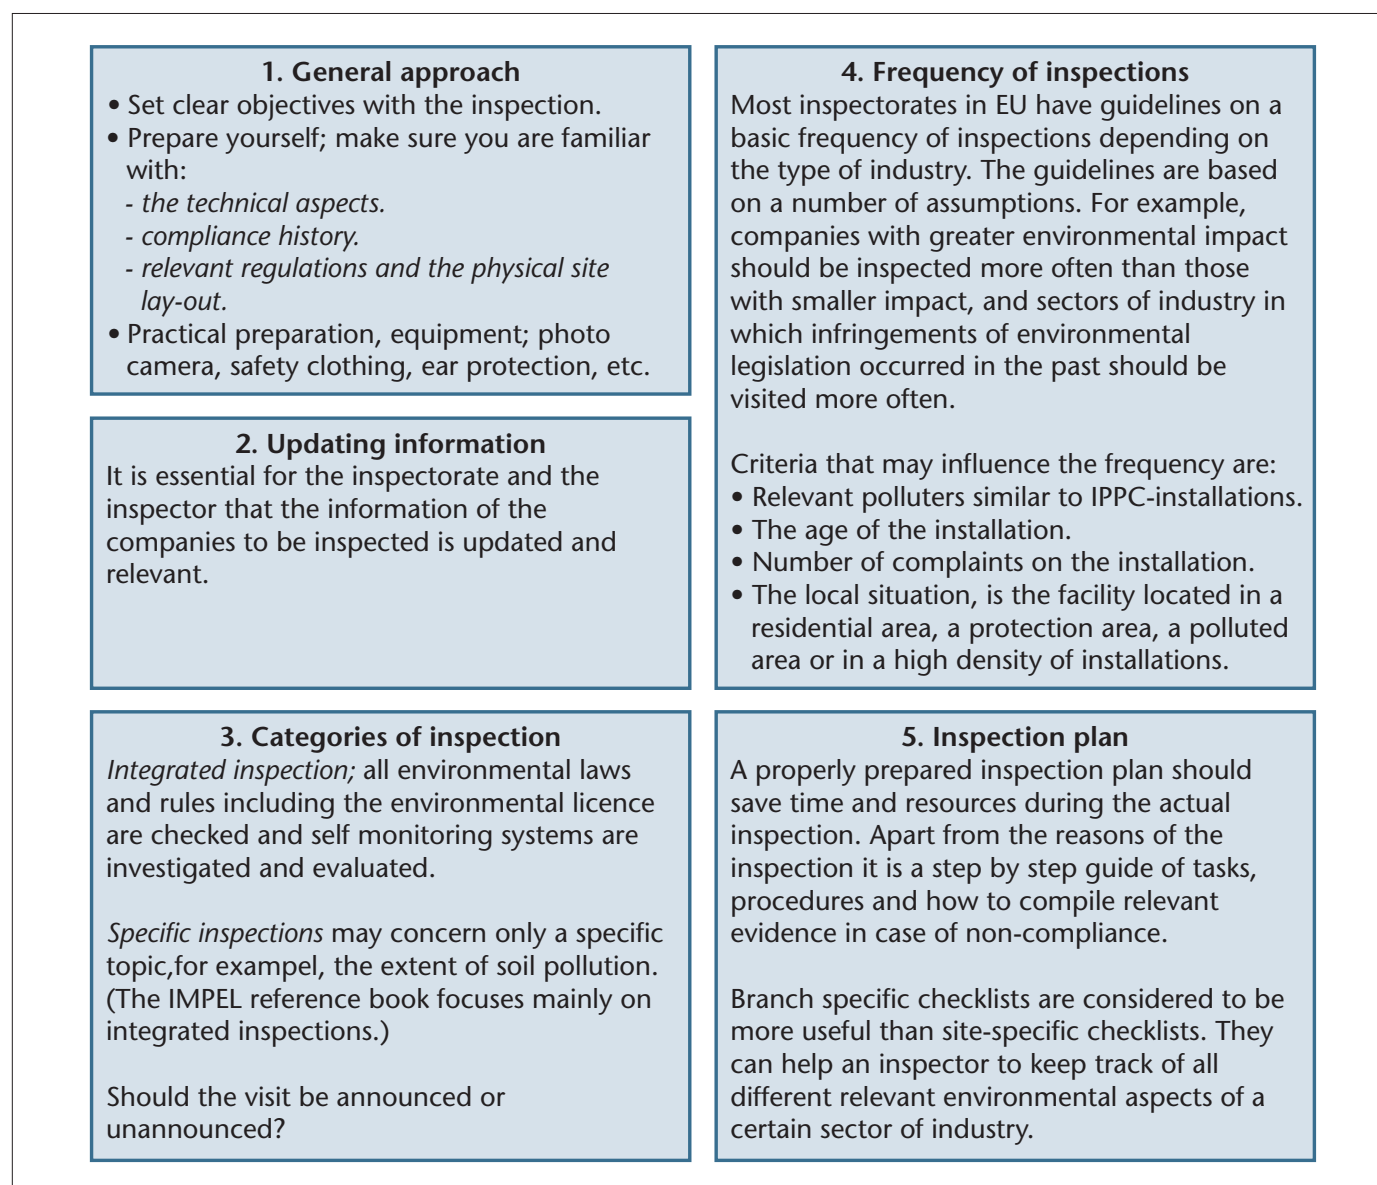 1. General approach
• Set clear objectives with the inspection.
• Prepare yourself; make sure you are familiar
with:
- the technical aspects.
- compliance history.
- relevant regulations and the physical site
lay-out.
• Practical preparation, equipment; photo
camera, safety clothing, ear protection, etc.
2. Updating information
It is essential for the inspectorate and the
inspector that the information of the
companies to be inspected is updated and
relevant.
3. Categories of inspection
Integrated inspection; all environmental laws
and rules including the environmental licence
are checked and self monitoring systems are
investigated and evaluated.
Specific inspections may concern only a specific
topic,for exampel, the extent of soil pollution.
(The IMPEL reference book focuses mainly on
integrated inspections.)
Should the visit be announced or
unannounced?
4. Frequency of inspections
Most inspectorates in EU have guidelines on a
basic frequency of inspections depending on
the type of industry. The guidelines are based
on a number of assumptions. For example,
companies with greater environmental impact
should be inspected more often than those
with smaller impact, and sectors of industry in
which infringements of environmental
legislation occurred in the past should be
visited more often.
Criteria that may influence the frequency are:
• Relevant polluters similar to IPPC-installations.
• The age of the installation.
• Number of complaints on the installation.
• The local situation, is the facility located in a
residential area, a protection area, a polluted
area or in a high density of installations.
5. Inspection plan
A properly prepared inspection plan should
save time and resources during the actual
inspection. Apart from the reasons of the
inspection it is a step by step guide of tasks,
procedures and how to compile relevant
evidence in case of non-compliance.
Branch specific checklists are considered to be
more useful than site-specific checklists. They
can help an inspector to keep track of all
different relevant environmental aspects of a
certain sector of industry.